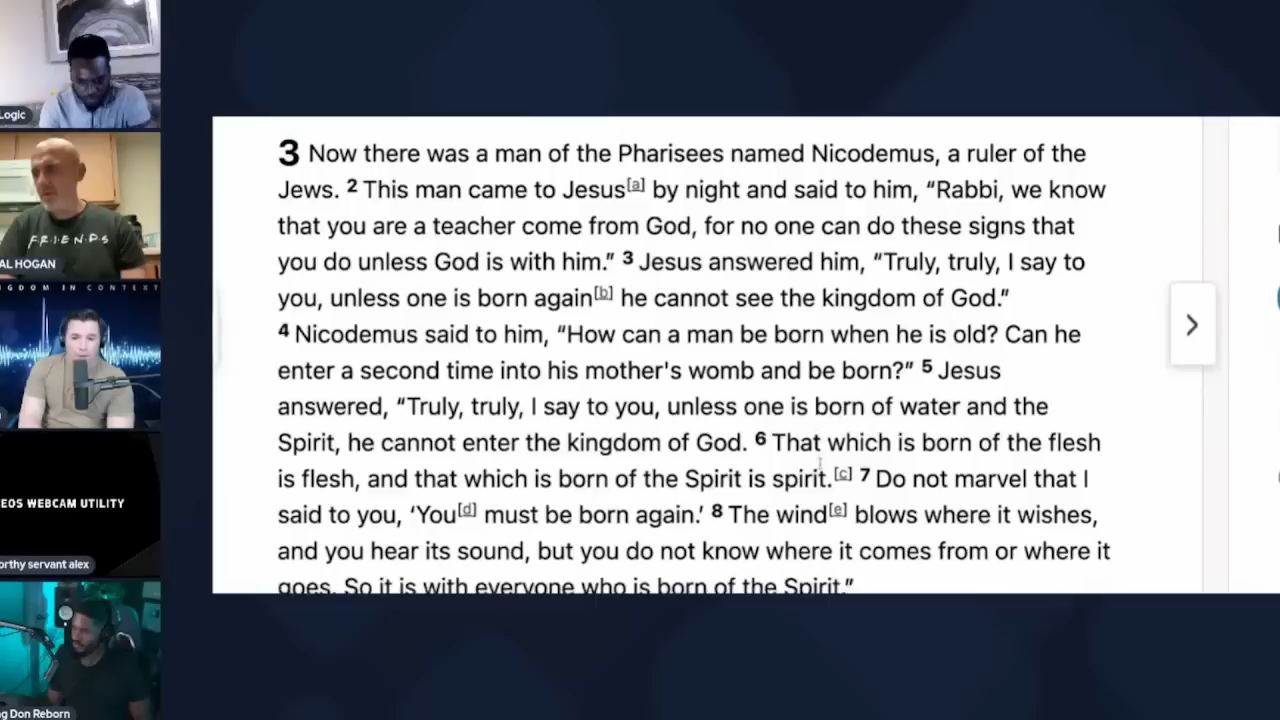 Logic
F.R.I.E.N.D.S
AL HOGAN
GDOM IN CONTEXT
EOS WEBCAM UTILITY
orthy servant alex
g Don Reborn
3 Now there was a man of the Pharisees named Nicodemus, a ruler of the
Jews. 2 This man came to Jesus[a] by night and said to him, “Rabbi, we know
that you are a teacher come from God, for no one can do these signs that
you do unless God is with him.” 3 Jesus answered him, “Truly, truly, I say to
you, unless one is born again[b] he cannot see the kingdom of God.”
4 Nicodemus said to him, “How can a man be born when he is old? Can he
enter a second time into his mother's womb and be born?” 5 Jesus
answered, “Truly, truly, I say to you, unless one is born of water and the
Spirit, he cannot enter the kingdom of God. 6 That which is born of the flesh
is flesh, and that which is born of the Spirit is spirit.[c] 7 Do not marvel that I
said to you, ‘You[d] must be born again.’ 8 The wind[e] blows where it wishes,
and you hear its sound, but you do not know where it comes from or where it
goes. So it is with everyone who is born of the Spirit.”